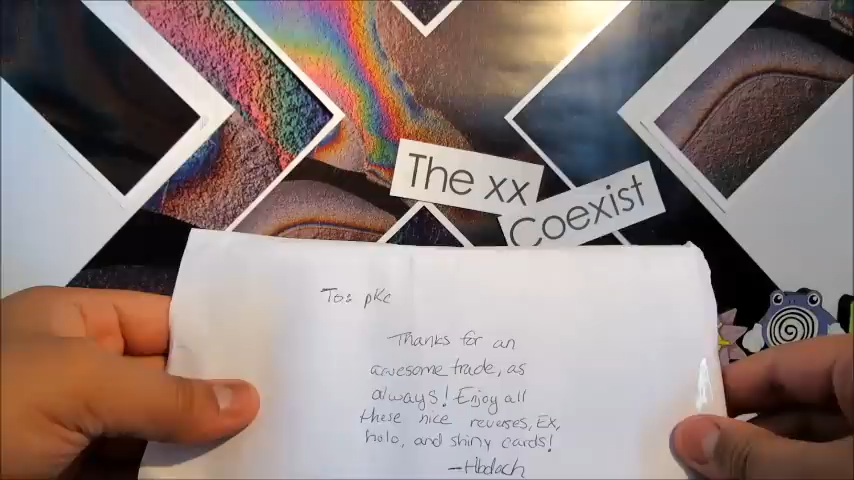 The xx
Coexist
To: pkc
Thanks for an
awesome trade, as
always! Enjoy all
these nice reverses, Ex,
holo, and shiny cards!